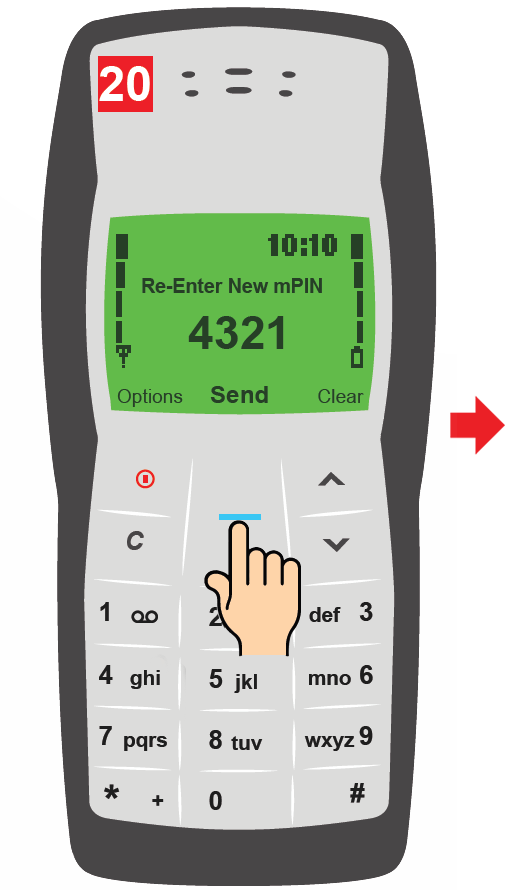 20
10:10
Re-Enter New mPIN
4321
Options Send Clear
C
1 2 def 3
4 ghi 5 jkl mno 6
7 pqrs 8 tuv wxyz 9
* + 0 #